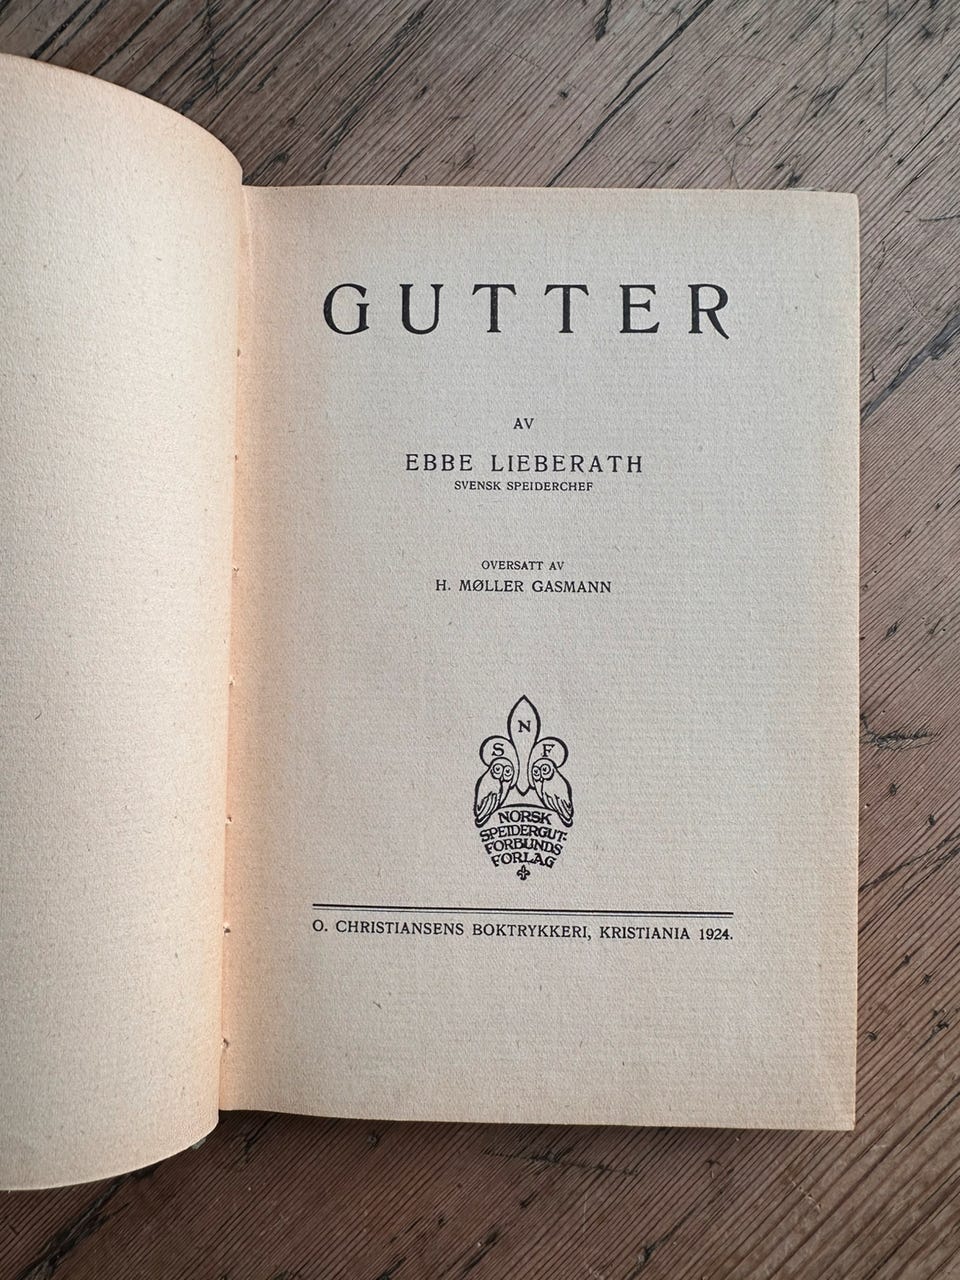 GUTTER
AV
EBBE LIEBERATH
SVENSK SPEIDERCHEF
OVERSATT AV
H. MØLLER GASMANN
N
S F
NORSK
SPEIDERGUT-
FORBUNDS
FORLAG
O. CHRISTIANSENS BOKTRYKKERI, KRISTIANIA 1924.